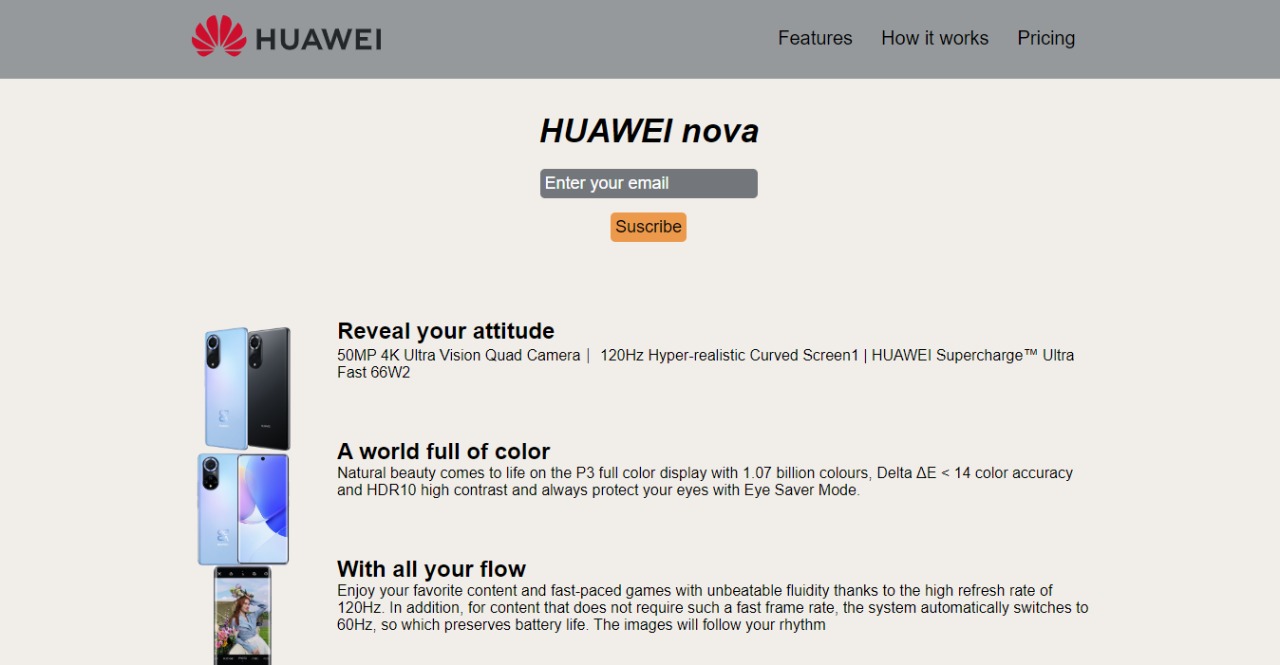 HUAWEI
Features
How it works
Pricing
HUAWEI nova
Enter your email
Suscribe
Reveal your attitude
50MP 4K Ultra Vision Quad Camera | 120Hz Hyper-realistic Curved Screen1 | HUAWEI Supercharge™ Ultra
Fast 66W2
A world full of color
Natural beauty comes to life on the P3 full color display with 1.07 billion colours, Delta ΔE < 14 color accuracy
and HDR10 high contrast and always protect your eyes with Eye Saver Mode.
With all your flow
Enjoy your favorite content and fast-paced games with unbeatable fluidity thanks to the high refresh rate of
120Hz. In addition, for content that does not require such a fast frame rate, the system automatically switches to
60Hz, so which preserves battery life. The images will follow your rhythm